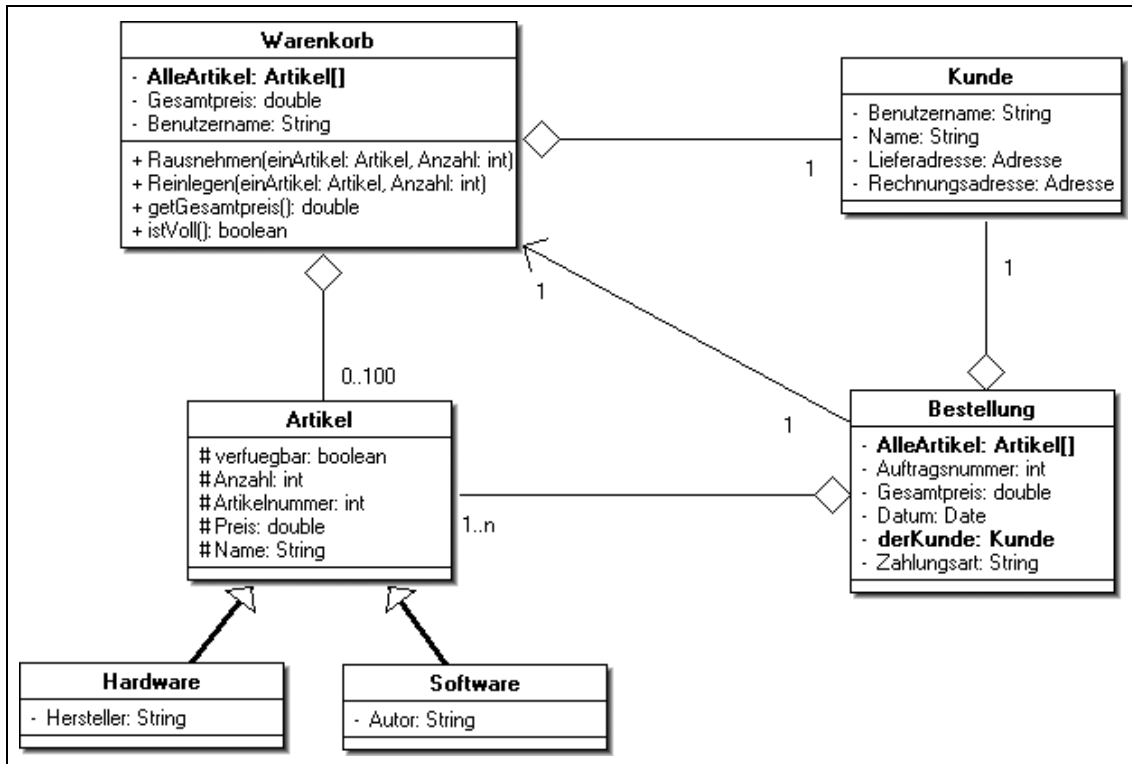 Warenkorb
- AlleArtikel: Artikel[]
- Gesamtpreis: double
- Benutzername: String
+ Rausnehmen(einArtikel: Artikel, Anzahl: int)
+ Reinlegen(einArtikel: Artikel, Anzahl: int)
+ getGesamtpreis(): double
+ istVoll(): boolean
Kunde
- Benutzername: String
- Name: String
- Lieferadresse: Adresse
- Rechnungsadresse: Adresse
1
1
1
0..100
1
Artikel
# verfuegbar: boolean
# Anzahl: int
# Artikelnummer: int
# Preis: double
# Name: String
1..n
Bestellung
- AlleArtikel: Artikel[]
- Auftragsnummer: int
- Gesamtpreis: double
- Datum: Date
- derKunde: Kunde
- Zahlungsart: String
Hardware
- Hersteller: String
Software
- Autor: String